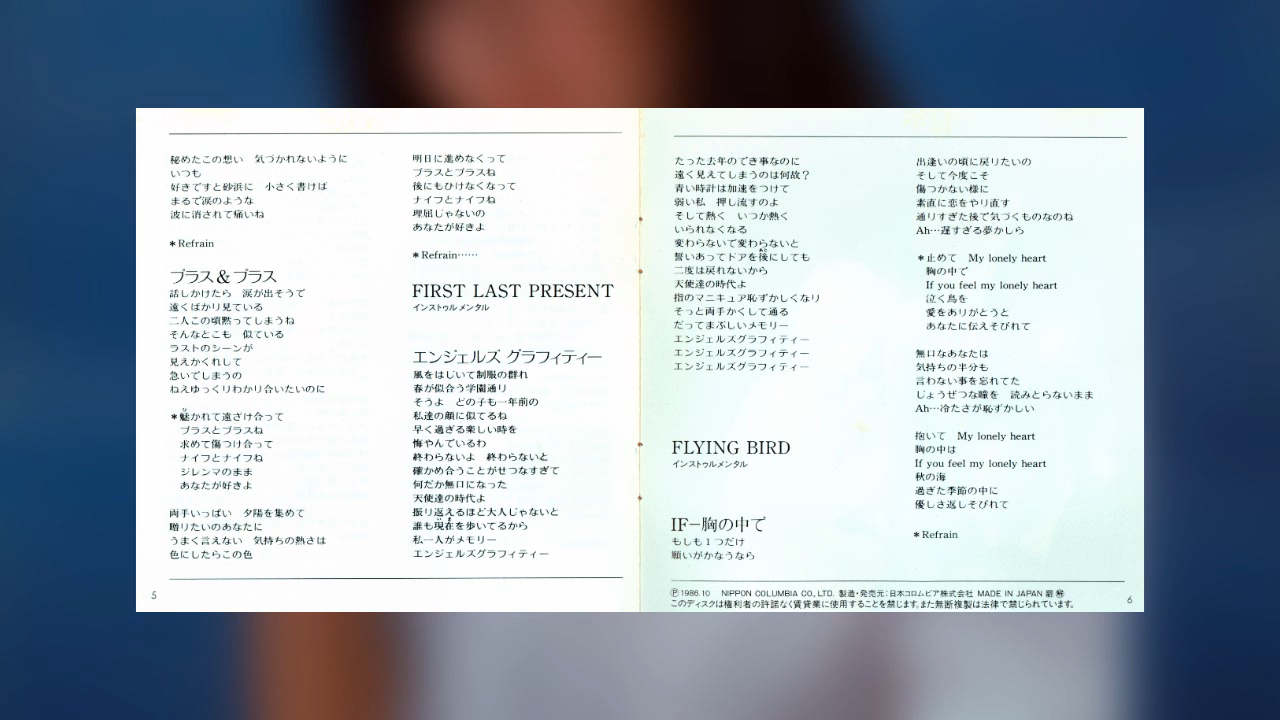 秘めたこの想い　気づかれないように
いつも
好きですと砂浜に　小さく書けば
まるで涙のような
波に消されて痛いね
＊Refrain
プラス＆プラス
話しかけたら　涙が出そうで
遠くばかり見ている
二人この頃黙ってしまうね
そんなとこも　似ている
ラストのシーンが
見えかくれして
急いでしまうの
ねえゆっくりわかり合いたいのに
＊魅かれて遠ざけ合って
プラスとプラスね
求めて傷つけ合って
ナイフとナイフね
ジレンマのまま
あなたが好きよ
両手いっぱい　夕陽を集めて
贈りたいのあなたに
うまく言えない　気持ちの熱さは
色にしたらこの色
5
明日に進めなくって
プラスとプラスね
後にもひけなくなって
ナイフとナイフね
理屈じゃないの
あなたが好きよ
＊Refrain……
FIRST LAST PRESENT
インストゥルメンタル
エンジェルズ グラフィティー
風をはじいて制服の群れ
春が似合う学園通り
そうよ　どの子も一年前の
私達の顔に似てるね
早く過ぎる楽しい時を
悔やんでいるわ
終わらないよ　終わらないと
確かめ合うことがせつなすぎて
何だか無口になった
天使達の時代よ
振り返えるほど大人じゃないと
誰も現在を歩いてるから
私一人がメモリー
エンジェルズグラフィティー
たった去年のでき事なのに
遠く見えてしまうのは何故？
青い時計は加速をつけて
弱い私　押し流すのよ
そして熱く　いつか熱く
いられなくなる
変わらないで変わらないと
誓いあってドアを後にしても
二度は戻れないから
天使達の時代よ
指のマニキュア恥ずかしくなり
そっと両手かくして通る
だってまぶしいメモリー
エンジェルズグラフィティー
エンジェルズグラフィティー
エンジェルズグラフィティー
FLYING BIRD
インストゥルメンタル
IF−胸の中で
もしも1つだけ
願いがかなうなら
出逢いの頃に戻りたいの
そして今度こそ
傷つかない様に
素直に恋をやり直す
通りすぎた後で気づくものなのね
Ah…遅すぎる夢かしら
＊止めて　My lonely heart
胸の中で
If you feel my lonely heart
泣く鳥を
愛をありがとうと
あなたに伝えそびれて
無口なあなたは
気持ちの半分も
言わない事を忘れてた
じょうぜつな瞳を　読みとらないまま
Ah…冷たさが恥ずかしい
抱いて　My lonely heart
胸の中は
If you feel my lonely heart
秋の海
過ぎた季節の中に
優しさ返しそびれて
＊Refrain
Ⓟ1986.10　NIPPON COLUMBIA CO.,LTD. 製造・発売元：日本コロムビア株式会社 MADE IN JAPAN
このディスクは権利者の許諾なく賃貸業に使用することを禁じます。また無断複製は法律で禁じられています。
6